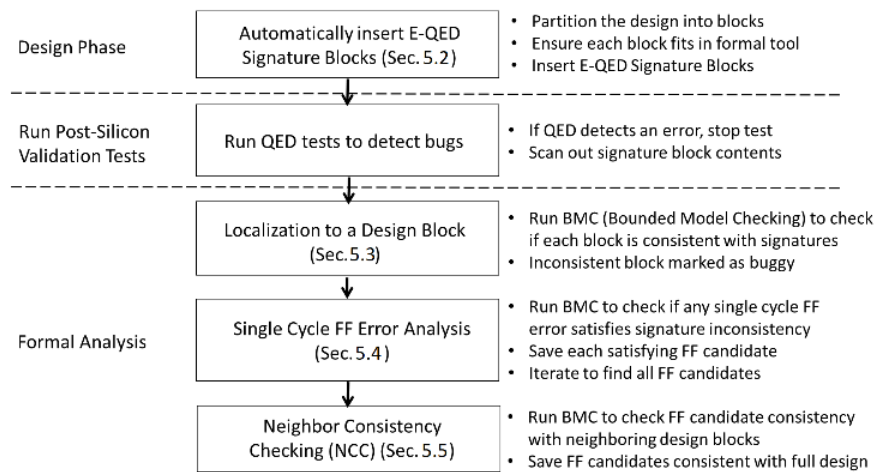 Design Phase
Automatically insert E-QED
Signature Blocks (Sec. 5.2)
• Partition the design into blocks
• Ensure each block fits in formal tool
• Insert E-QED Signature Blocks
Run Post-Silicon
Validation Tests
Run QED tests to detect bugs
• If QED detects an error, stop test
• Scan out signature block contents
Formal Analysis
Localization to a Design Block
(Sec.5.3)
• Run BMC (Bounded Model Checking) to check
if each block is consistent with signatures
• Inconsistent block marked as buggy
Single Cycle FF Error Analysis
(Sec. 5.4)
• Run BMC to check if any single cycle FF
error satisfies signature inconsistency
• Save each satisfying FF candidate
• Iterate to find all FF candidates
Neighbor Consistency
Checking (NCC) (Sec. 5.5)
• Run BMC to check FF candidate consistency
with neighboring design blocks
• Save FF candidates consistent with full design